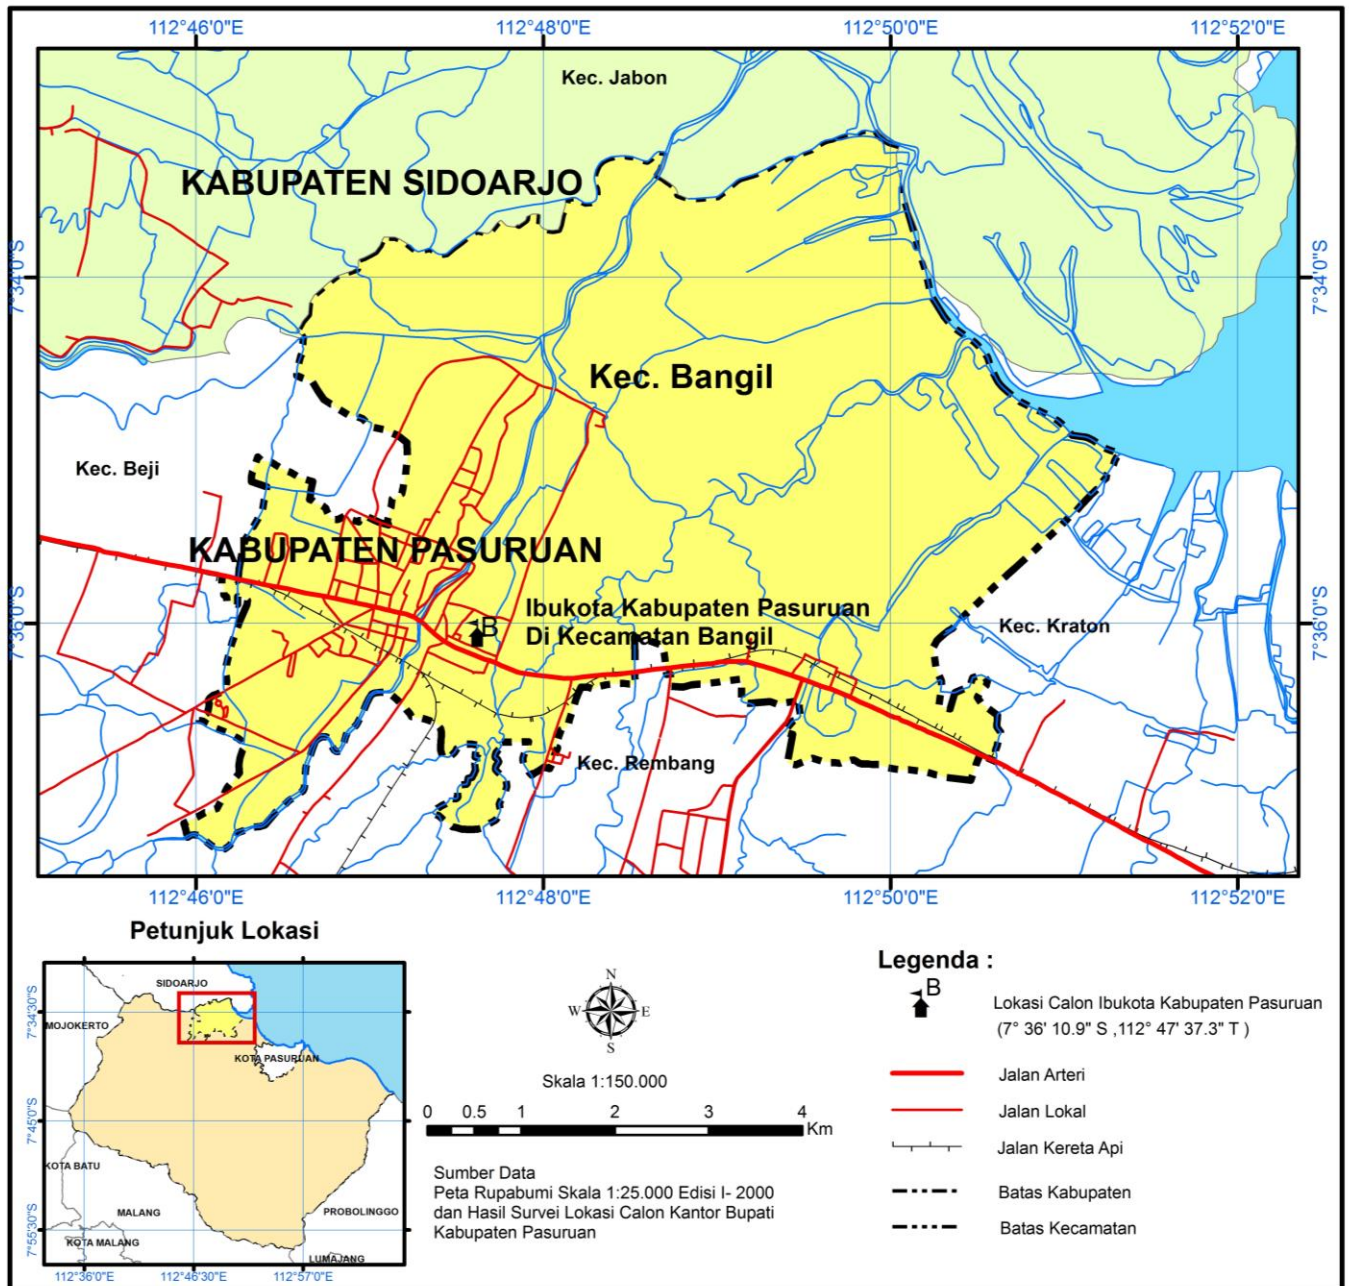 112°46'0"E 112°48'0"E 112°50'0"E 112°52'0"E
Kec. Jabon
KABUPATEN SIDOARJO
7°34'0"S 7°34'0"S
Kec. Bangil
Kec. Beji
KABUPATEN PASURUAN
Ibukota Kabupaten Pasuruan
Di Kecamatan Bangil
B
7°36'0"S 7°36'0"S
Kec. Kraton
Kec. Rembang
112°46'0"E 112°48'0"E 112°50'0"E 112°52'0"E
Petunjuk Lokasi
SIDOARJO
MOJOKERTO
KOTA PASURUAN
KOTA BATU
MALANG
PROBOLINGGO
KOTA MALANG
LUMAJANG
7°34'30"S
7°45'0"S
7°55'30"S
112°36'0"E 112°46'30"E 112°57'0"E
N
W E
S
Skala 1:150.000
0 0.5 1 2 3 4
Km
Sumber Data
Peta Rupabumi Skala 1:25.000 Edisi I- 2000
dan Hasil Survei Lokasi Calon Kantor Bupati
Kabupaten Pasuruan
Legenda :
B
Lokasi Calon Ibukota Kabupaten Pasuruan
(7° 36' 10.9" S ,112° 47' 37.3" T )
Jalan Arteri
Jalan Lokal
Jalan Kereta Api
Batas Kabupaten
Batas Kecamatan